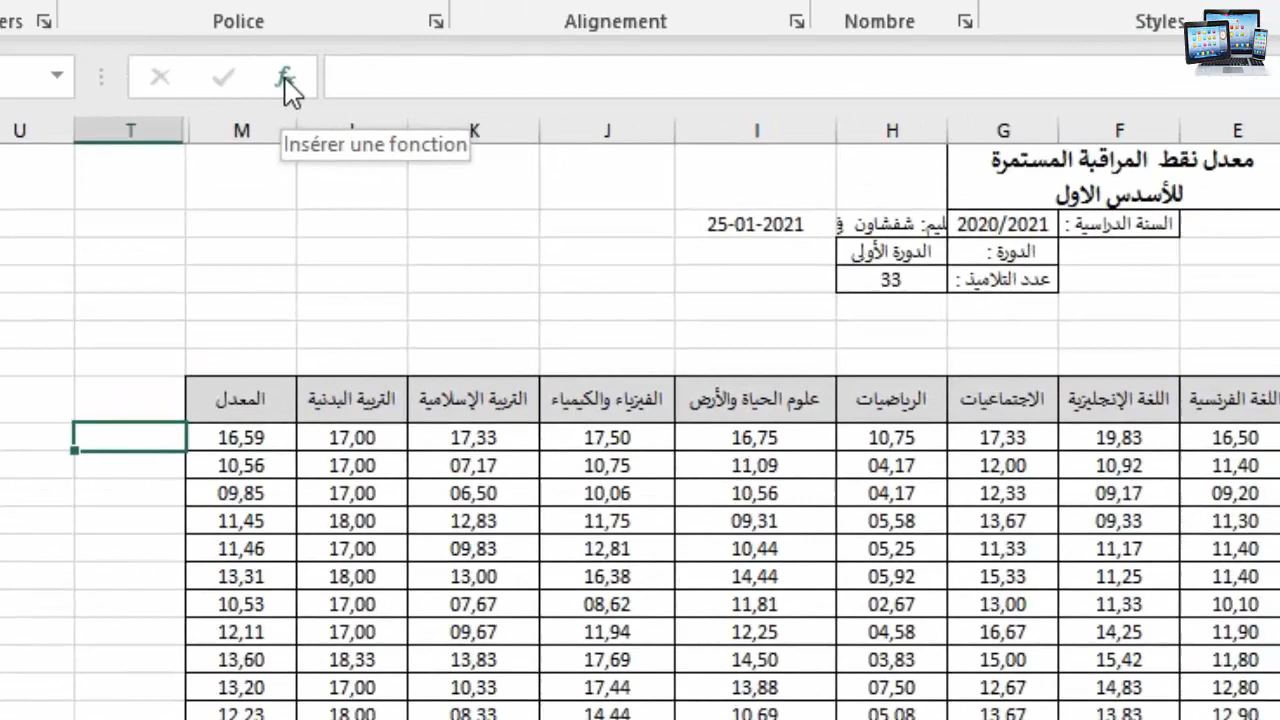 ers
Police
Alignement
Nombre
Styles
Insérer une fonction
U T M K J I H G F E
معدل نقط المراقبة المستمرة
للأسدس الاول
السنة الدراسية : 2020/2021 يم: شفشاون 25-01-2021
الدورة : الدورة الأولى
عدد التلاميذ : 33
اللغة الفرنسية اللغة الإنجليزية الاجتماعيات الرياضيات علوم الحياة والأرض الفيزياء والكيمياء التربية الإسلامية التربية البدنية المعدل
16,50 19,83 17,33 10,75 16,75 17,50 17,33 17,00 16,59
11,40 10,92 12,00 04,17 11,09 10,75 07,17 17,00 10,56
09,20 09,17 12,33 04,17 10,56 10,06 06,50 17,00 09,85
11,30 09,33 13,67 05,58 09,31 11,75 12,83 18,00 11,45
11,40 11,17 11,33 05,25 10,44 12,81 09,83 17,00 11,46
11,40 11,25 15,33 05,92 14,44 16,38 13,00 18,00 13,31
10,10 11,33 13,00 02,67 11,81 08,62 07,67 17,00 10,53
11,90 14,25 16,67 04,58 12,25 11,94 09,67 17,00 12,11
11,80 15,42 15,00 03,83 14,50 17,69 13,83 18,33 13,60
12,80 14,83 12,67 07,50 13,88 17,44 10,33 17,00 13,20
12,90 13,83 13,67 05,08 10,69 14,44 08,33 18,00 12,23